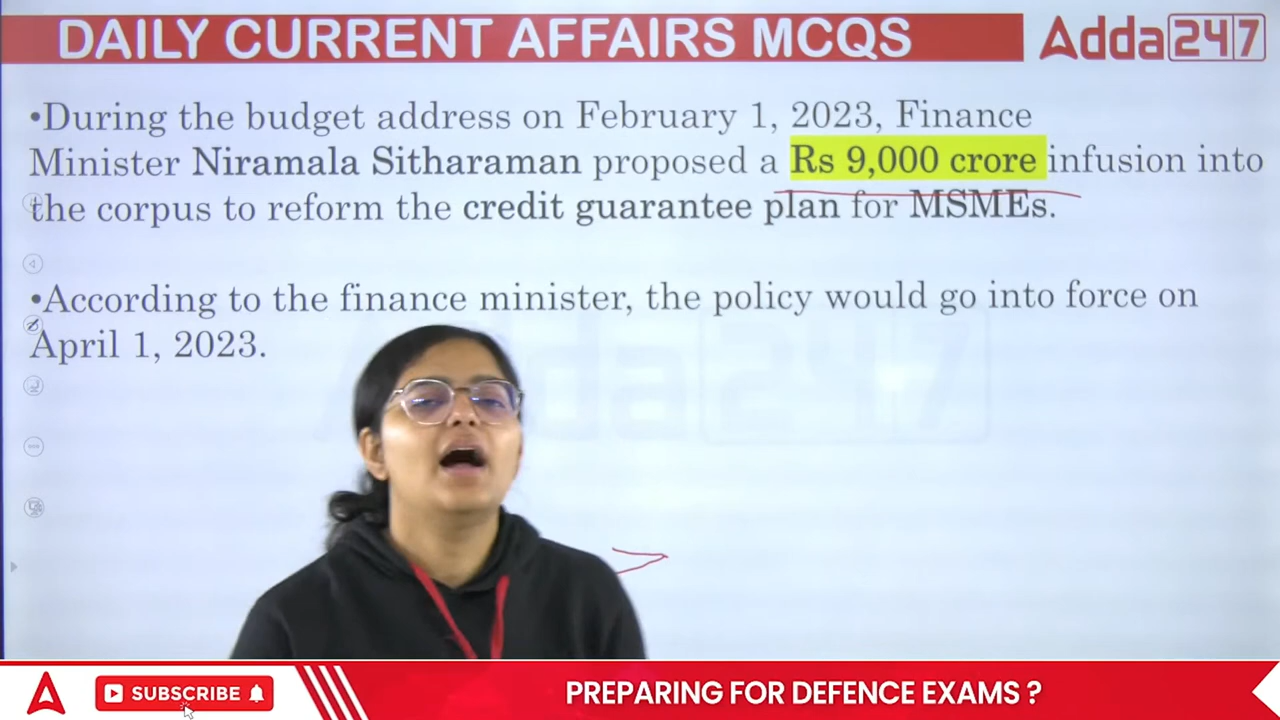 DAILY CURRENT AFFAIRS MCQS
Adda247
•During the budget address on February 1, 2023, Finance
Minister Niramala Sitharaman proposed a Rs 9,000 crore infusion into
the corpus to reform the credit guarantee plan for MSMEs.
•According to the finance minister, the policy would go into force on
April 1, 2023.
Adda247
SUBSCRIBE
PREPARING FOR DEFENCE EXAMS ?